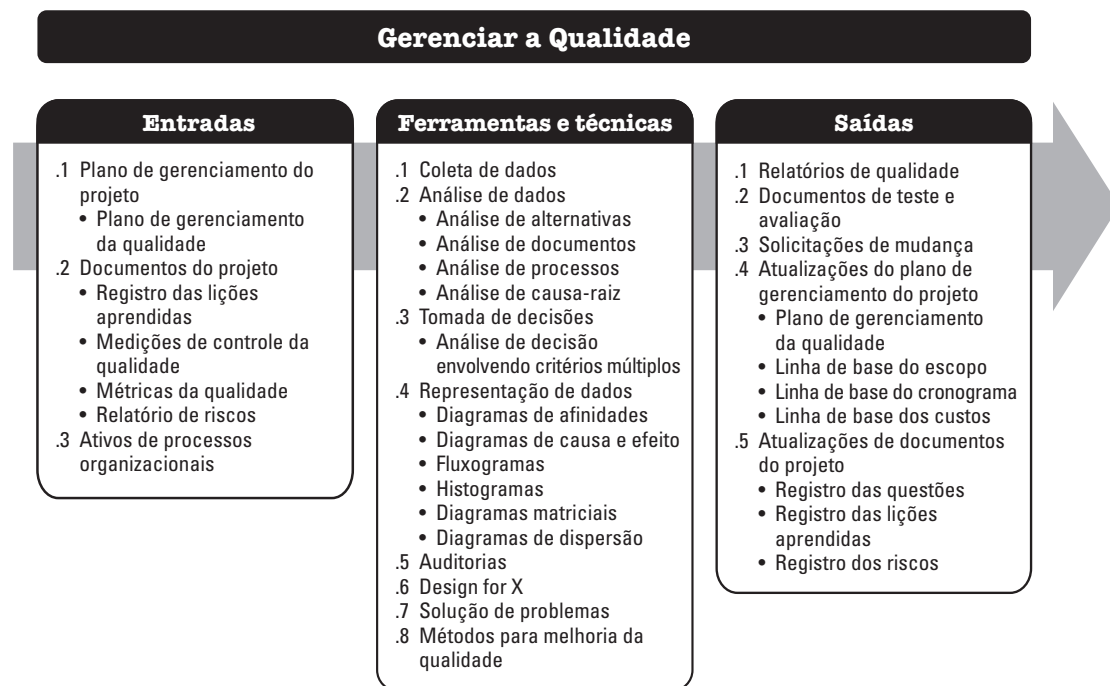 Gerenciar a Qualidade
Entradas
.1 Plano de gerenciamento do
projeto
• Plano de gerenciamento
da qualidade
.2 Documentos do projeto
• Registro das lições
aprendidas
• Medições de controle da
qualidade
• Métricas da qualidade
• Relatório de riscos
.3 Ativos de processos
organizacionais
Ferramentas e técnicas
.1 Coleta de dados
.2 Análise de dados
• Análise de alternativas
• Análise de documentos
• Análise de processos
• Análise de causa-raiz
.3 Tomada de decisões
• Análise de decisão
envolvendo critérios múltiplos
.4 Representação de dados
• Diagramas de afinidades
• Diagramas de causa e efeito
• Fluxogramas
• Histogramas
• Diagramas matriciais
• Diagramas de dispersão
.5 Auditorias
.6 Design for X
.7 Solução de problemas
.8 Métodos para melhoria da
qualidade
Saídas
.1 Relatórios de qualidade
.2 Documentos de teste e
avaliação
.3 Solicitações de mudança
.4 Atualizações do plano de
gerenciamento do projeto
• Plano de gerenciamento
da qualidade
• Linha de base do escopo
• Linha de base do cronograma
• Linha de base dos custos
.5 Atualizações de documentos
do projeto
• Registro das questões
• Registro das lições
aprendidas
• Registro dos riscos